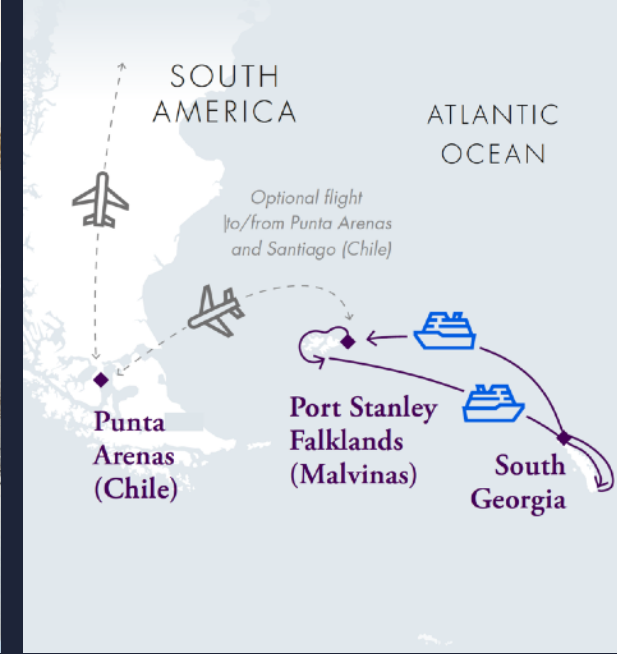 SOUTH
AMERICA
ATLANTIC
OCEAN
Optional flight
to/from Punta Arenas
and Santiago (Chile)
Punta
Arenas
(Chile)
Port Stanley
Falklands
(Malvinas)
South
Georgia